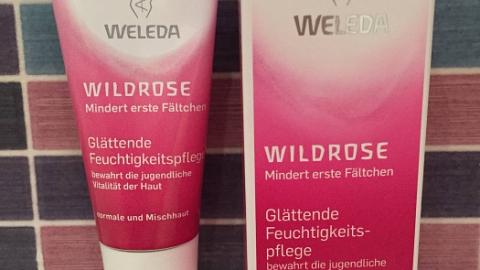 WELEDA
WILDROSE
Mindert erste Fältchen
Glättende
Feuchtigkeitspflege
bewahrt die jugendliche
Vitalität der Haut
normale und Mischhaut
WELEDA
WILDROSE
Mindert erste Fältchen
Glättende
Feuchtigkeits-
pflege
bewahrt die jugendliche